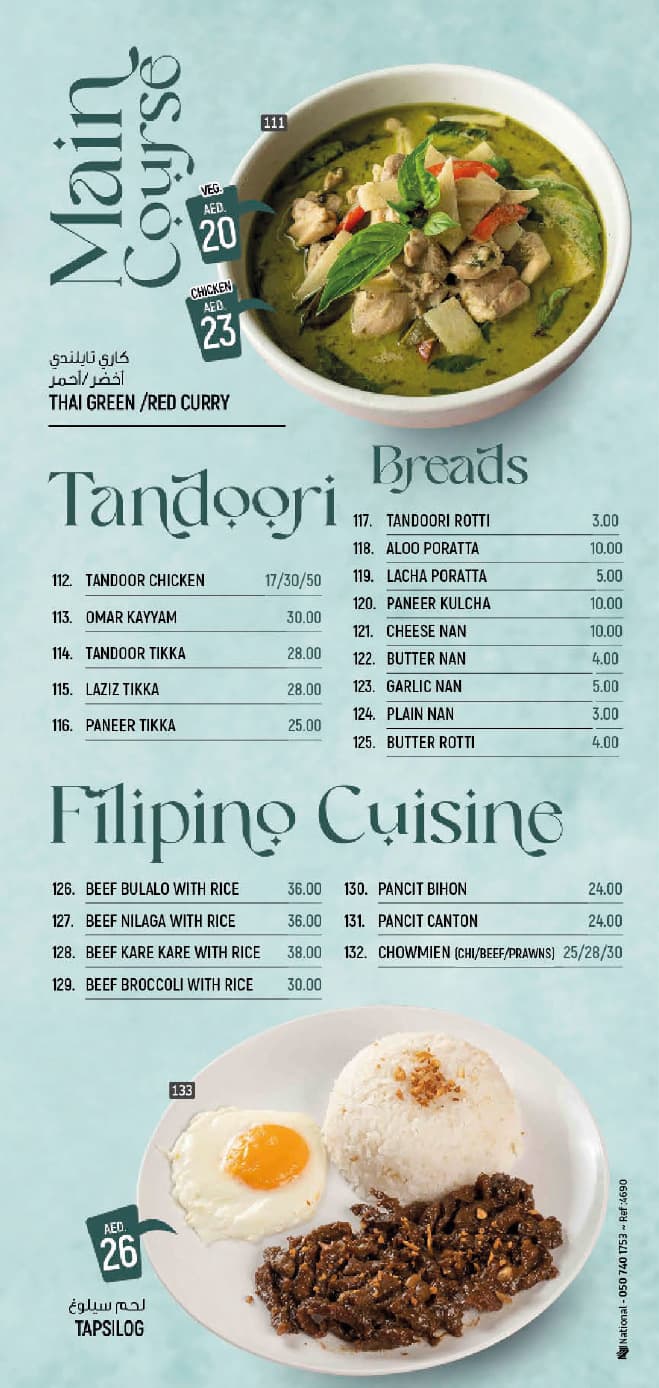 Main
Course
111
VEG.
AED.
20
CHICKEN
AED.
23
كاري تايلندي
أخضر/أحمر
THAI GREEN /RED CURRY
Tandoori
112. TANDOOR CHICKEN 17/30/50
113. OMAR KAYYAM 30.00
114. TANDOOR TIKKA 28.00
115. LAZIZ TIKKA 28.00
116. PANEER TIKKA 25.00
Breads
117. TANDOORI ROTTI 3.00
118. ALOO PORATTA 10.00
119. LACHA PORATTA 5.00
120. PANEER KULCHA 10.00
121. CHEESE NAN 10.00
122. BUTTER NAN 4.00
123. GARLIC NAN 5.00
124. PLAIN NAN 3.00
125. BUTTER ROTTI 4.00
Filipino Cuisine
126. BEEF BULALO WITH RICE 36.00
127. BEEF NILAGA WITH RICE 36.00
128. BEEF KARE KARE WITH RICE 38.00
129. BEEF BROCCOLI WITH RICE 30.00
130. PANCIT BIHON 24.00
131. PANCIT CANTON 24.00
132. CHOWMIEN (CHI/BEEF/PRAWNS) 25/28/30
133
AED.
26
لحم سيلوغ
TAPSILOG
National - 050 740 1753 ~ Ref :4690